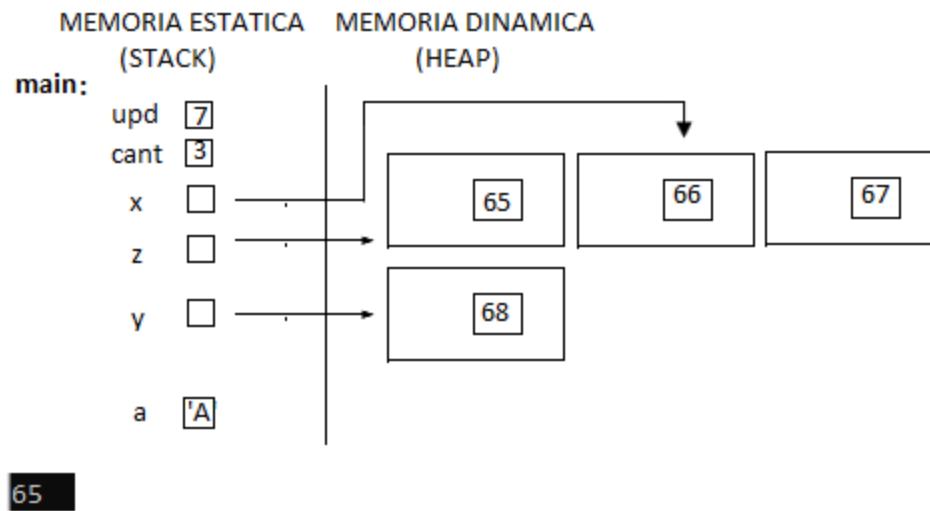 MEMORIA ESTATICA MEMORIA DINAMICA
(STACK) (HEAP)
main:
upd 7
cant 3
x 65 66 67
z
y 68
a 'A'
65